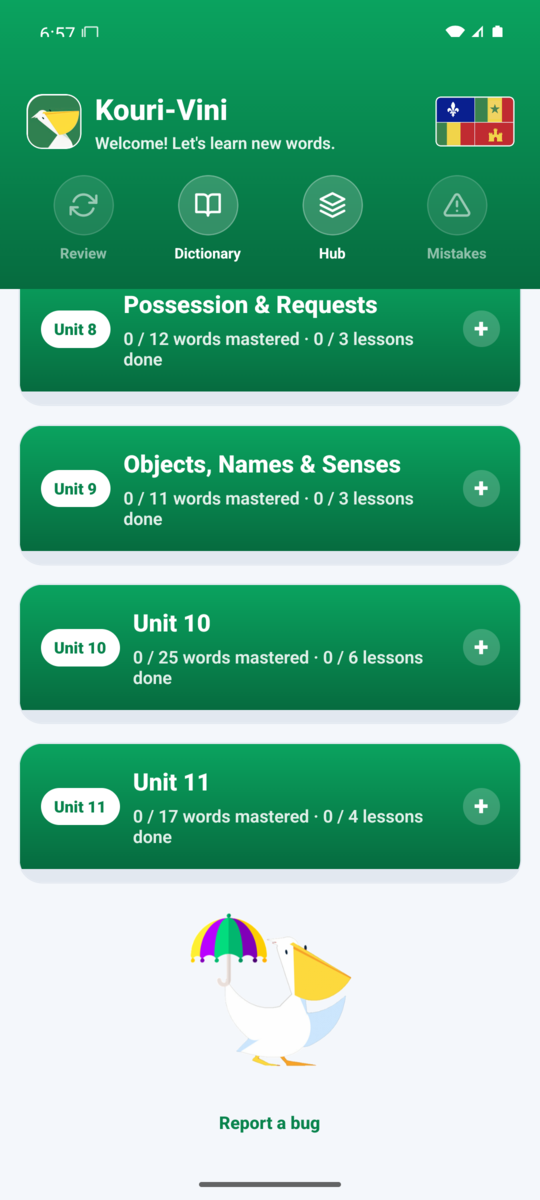 6:57
Kouri-Vini
Welcome! Let's learn new words.
Review
Dictionary
Hub
Mistakes
Possession & Requests
Unit 8
0 / 12 words mastered · 0 / 3 lessons
done
Objects, Names & Senses
Unit 9
0 / 11 words mastered · 0 / 3 lessons
done
Unit 10
Unit 10
0 / 25 words mastered · 0 / 6 lessons
done
Unit 11
Unit 11
0 / 17 words mastered · 0 / 4 lessons
done
Report a bug